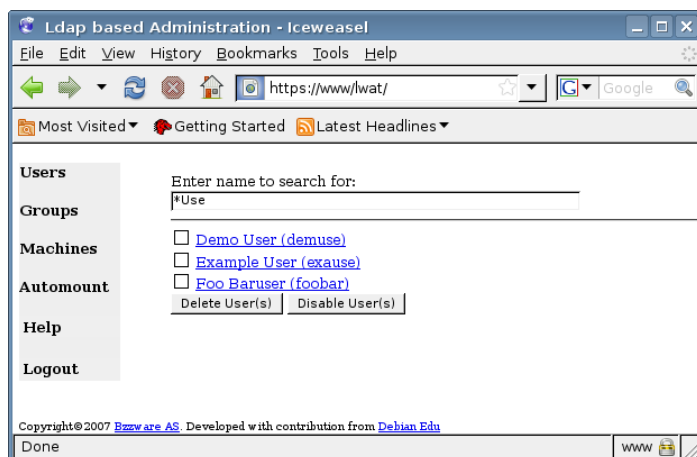 Ldap based Administration - Iceweasel
File Edit View History Bookmarks Tools Help
https://www/lwat/ G Google
Most Visited Getting Started Latest Headlines
Users
Groups
Machines
Automount
Help
Logout
Enter name to search for:
*Use
Demo User (demuse)
Example User (exause)
Foo Baruser (foobar)
Delete User(s) Disable User(s)
Copyright©2007 Bzzware AS. Developed with contribution from Debian Edu
Done www